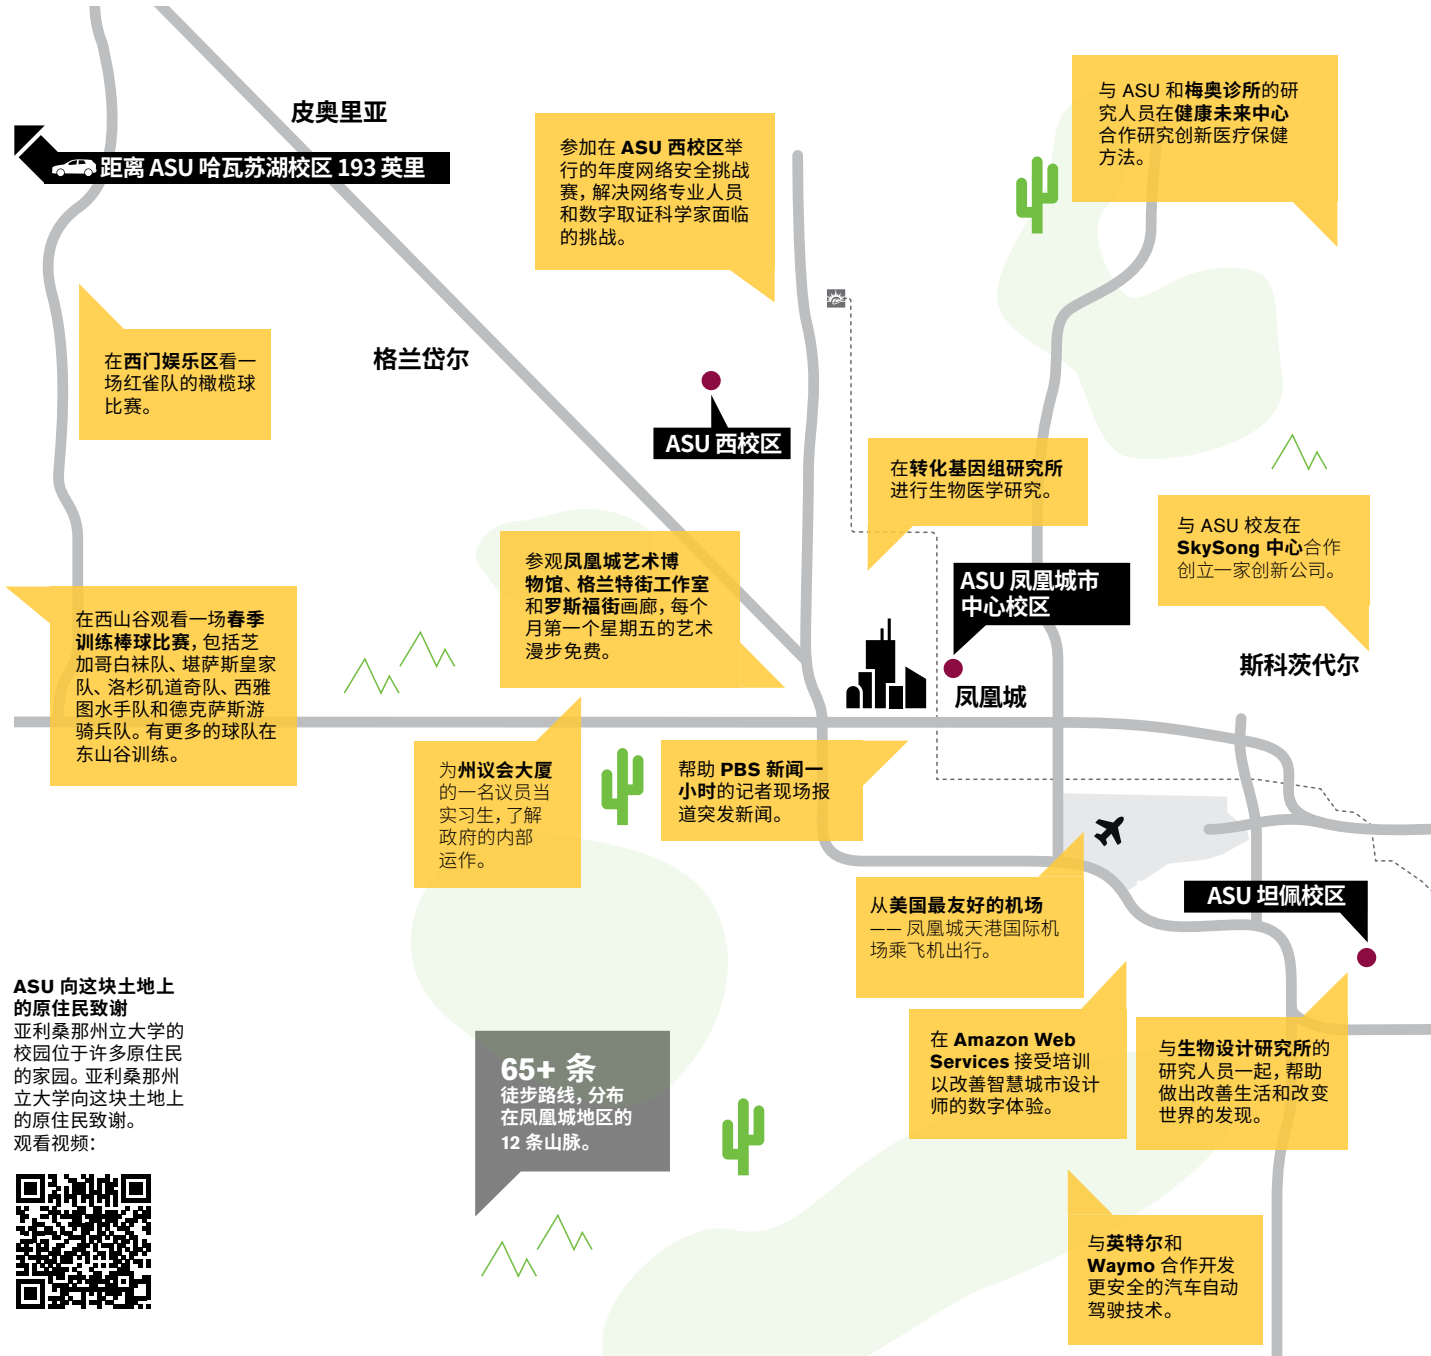 皮奥里亚
距离 ASU 哈瓦苏湖校区 193 英里
参加在 ASU 西校区举
行的年度网络安全挑战
赛，解决网络专业人员
和数字取证科学家面临
的挑战。
与 ASU 和梅奥诊所的研
究人员在健康未来中心
合作研究创新医疗保健
方法。
在西门娱乐区看一
场红雀队的橄榄球
比赛。
格兰岱尔
ASU 西校区
在转化基因组研究所
进行生物医学研究。
与 ASU 校友在
SkySong 中心合作
创立一家创新公司。
参观凤凰城艺术博
物馆、格兰特街工作室
和罗斯福街画廊，每个
月第一个星期五的艺术
漫步免费。
ASU 凤凰城市
中心校区
在西山谷观看一场春季
训练棒球比赛，包括芝
加哥白袜队、堪萨斯皇家
队、洛杉矶道奇队、西雅
图水手队和德克萨斯游
骑兵队。有更多的球队在
东山谷训练。
凤凰城
斯科茨代尔
为州议会大厦
的一名议员当
实习生，了解
政府的内部
运作。
帮助 PBS 新闻一
小时的记者现场报
道突发新闻。
从美国最友好的机场
—— 凤凰城天港国际机
场乘飞机出行。
ASU 坦佩校区
ASU 向这块土地上
的原住民致谢
亚利桑那州立大学的
校园位于许多原住民
的家园。亚利桑那州
立大学向这块土地上
的原住民致谢。
观看视频：
65+ 条
徒步路线，分布
在凤凰城地区的
12 条山脉。
在 Amazon Web
Services 接受培训
以改善智慧城市设计
师的数字体验。
与生物设计研究所的
研究人员一起，帮助
做出改善生活和改变
世界的发现。
与英特尔和
Waymo 合作开发
更安全的汽车自动
驾驶技术。